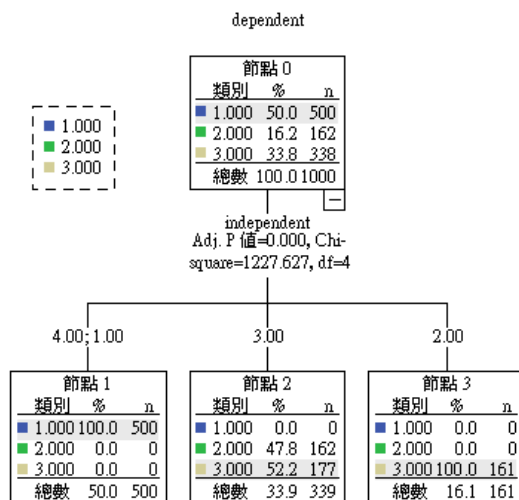 dependent
節點 0
類別 % n
1.000 50.0 500
2.000 16.2 162
3.000 33.8 338
總數 100.0 1000
1.000
2.000
3.000
independent
Adj. P 值=0.000, Chi-
square=1227.627, df=4
4.00; 1.00
3.00
2.00
節點 1
類別 % n
1.000 100.0 500
2.000 0.0 0
3.000 0.0 0
總數 50.0 500
節點 2
類別 % n
1.000 0.0 0
2.000 47.8 162
3.000 52.2 177
總數 33.9 339
節點 3
類別 % n
1.000 0.0 0
2.000 0.0 0
3.000 100.0 161
總數 16.1 161